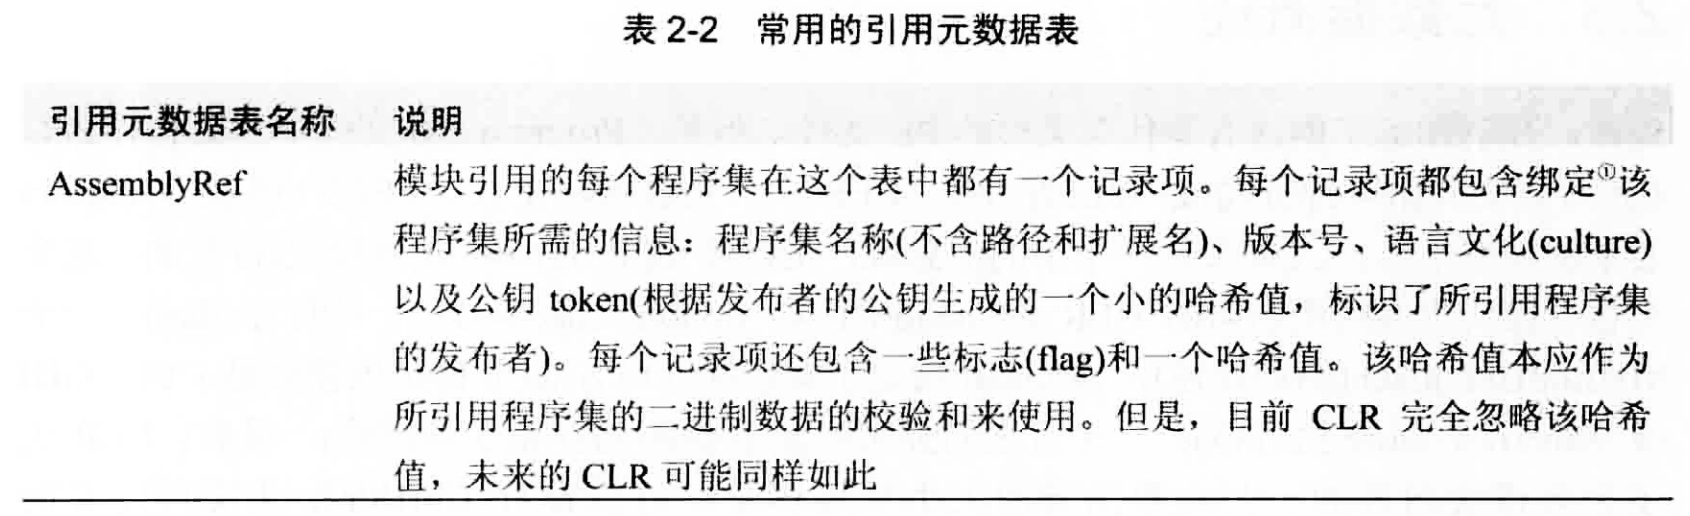 表 2-2 常用的引用元数据表
引用元数据表名称 说明
AssemblyRef 模块引用的每个程序集在这个表中都有一个记录项。每个记录项都包含绑定①该
程序集所需的信息：程序集名称(不含路径和扩展名)、版本号、语言文化(culture)
以及公钥 token(根据发布者的公钥生成的一个小的哈希值，标识了所引用程序集
的发布者)。每个记录项还包含一些标志(flag)和一个哈希值。该哈希值本应作为
所引用程序集的二进制数据的校验和来使用。但是，目前 CLR 完全忽略该哈希
值，未来的 CLR 可能同样如此